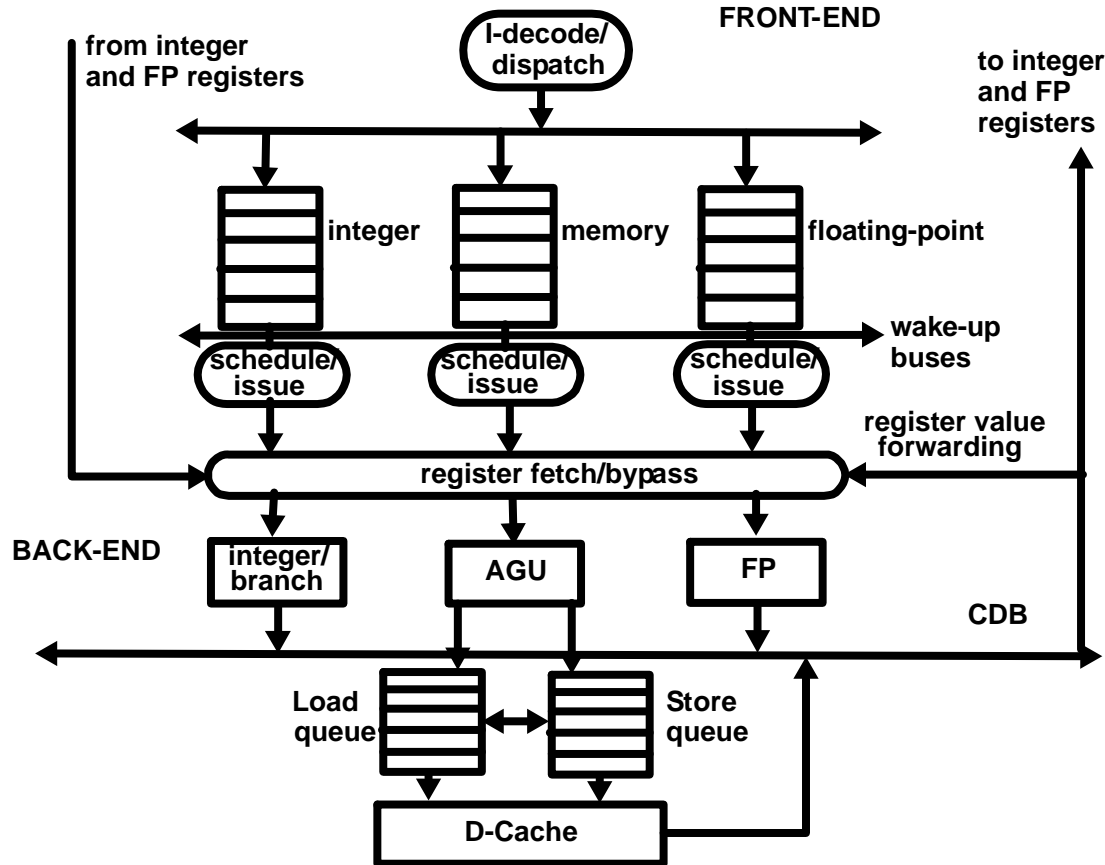 FRONT-END
I-decode/
dispatch
from integer
and FP registers
to integer
and FP
registers
integer
memory
floating-point
wake-up
buses
schedule/
issue
schedule/
issue
schedule/
issue
register value
forwarding
register fetch/bypass
BACK-END
integer/
branch
AGU
FP
CDB
Load
queue
Store
queue
D-Cache